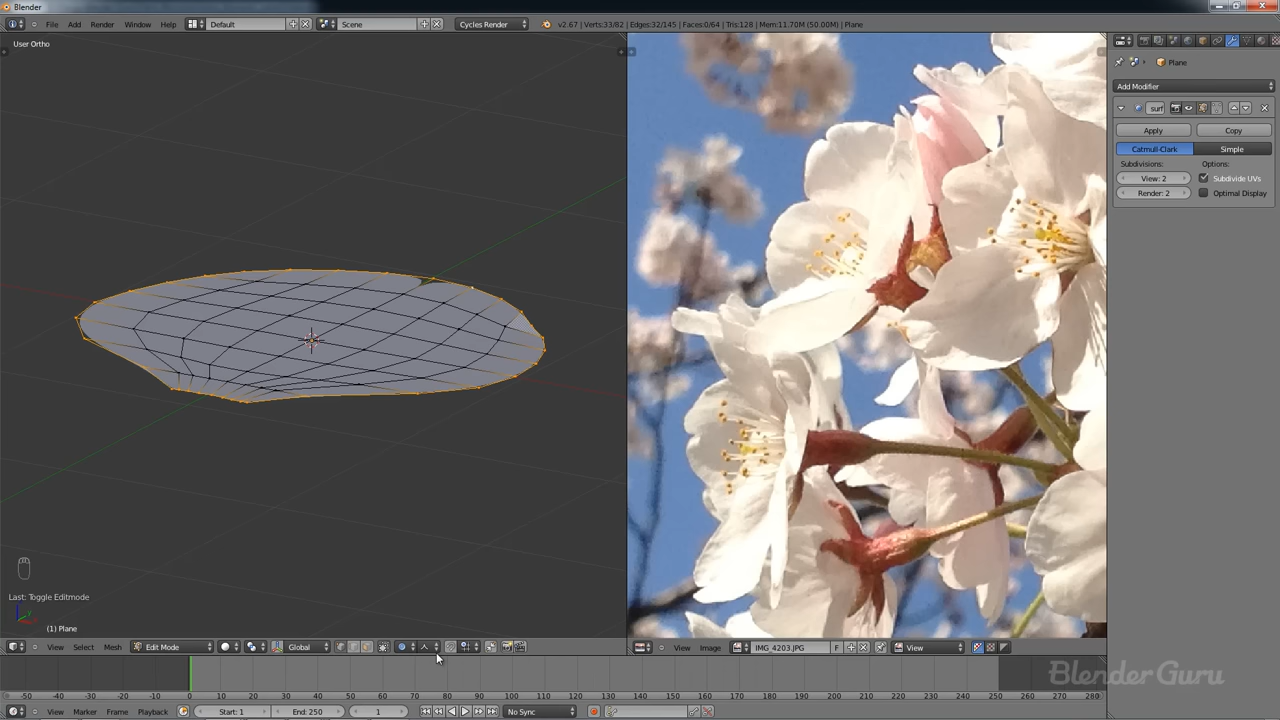 Blender
File Add Render Window Help Default Scene Cycles Render v2.67 | Verts:33/82 | Edges:32/145 | Faces:0/64 | Tris:128 | Mem:11.70M (50.00M) | Plane
User Ortho
Plane
Add Modifier
surf
Apply Copy
Catmull-Clark Simple
Subdivisions: Options:
View: 2 Subdivide UVs
Render: 2 Optimal Display
Last: Toggle Editmode
(1) Plane
View Select Mesh Edit Mode Global View Image IMG_4203.JPG F View
BlenderGuru
-50 -40 -30 -20 -10 0 10 20 30 40 50 60 70 80 90 100 110 120 130 140 150 160 170 180 190 200 210 220 230 240 250 260 270 280
View Marker Frame Playback Start: 1 End: 250 1 No Sync